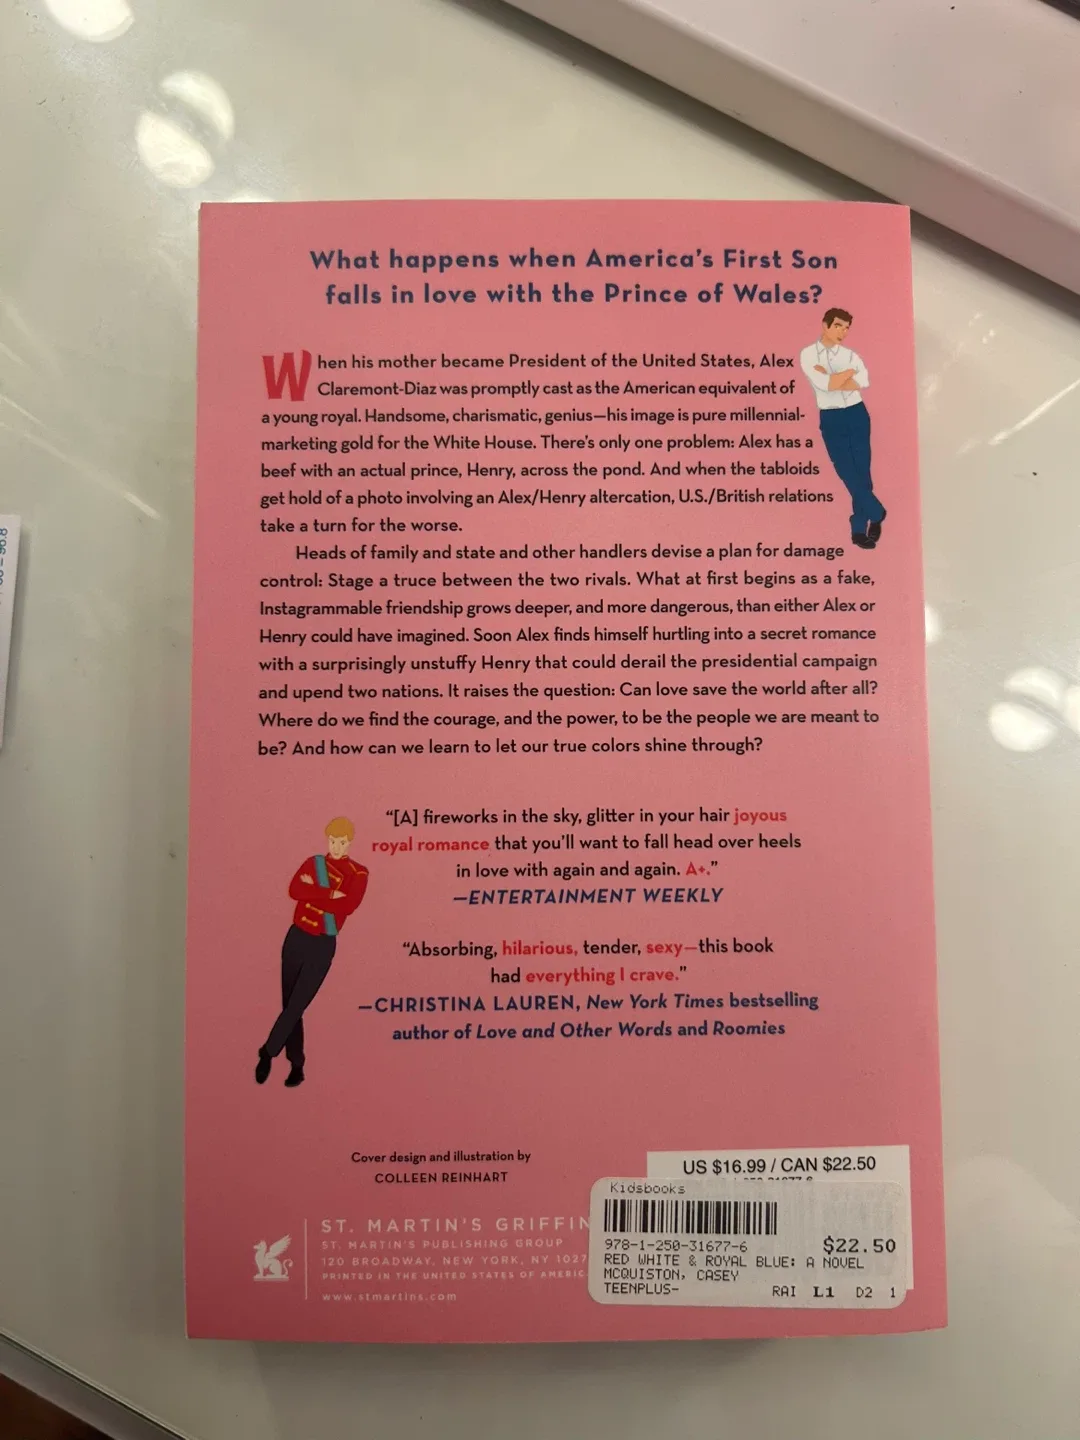 What happens when America's First Son
falls in love with the Prince of Wales?
When his mother became President of the United States, Alex
Claremont-Diaz was promptly cast as the American equivalent of
a young royal. Handsome, charismatic, genius—his image is pure millennial-
marketing gold for the White House. There's only one problem: Alex has a
beef with an actual prince, Henry, across the pond. And when the tabloids
get hold of a photo involving an Alex/Henry altercation, U.S./British relations
take a turn for the worse.
Heads of family and state and other handlers devise a plan for damage
control: Stage a truce between the two rivals. What at first begins as a fake,
Instagrammable friendship grows deeper, and more dangerous, than either Alex or
Henry could have imagined. Soon Alex finds himself hurtling into a secret romance
with a surprisingly unstuffy Henry that could derail the presidential campaign
and upend two nations. It raises the question: Can love save the world after all?
Where do we find the courage, and the power, to be the people we are meant to
be? And how can we learn to let our true colors shine through?
"[A] fireworks in the sky, glitter in your hair joyous
royal romance that you'll want to fall head over heels
in love with again and again. A+."
—ENTERTAINMENT WEEKLY
"Absorbing, hilarious, tender, sexy—this book
had everything I crave."
—CHRISTINA LAUREN, New York Times bestselling
author of Love and Other Words and Roomies
Cover design and illustration by
COLLEEN REINHART
ST. MARTIN'S GRIFFIN
ST. MARTIN'S PUBLISHING GROUP
120 BROADWAY, NEW YORK, NY 1027
PRINTED IN THE UNITED STATES OF AMERIC
www.stmartins.com
US $16.99 / CAN $22.50
Kidsbooks
978-1-250-31677-6 $22.50
RED WHITE & ROYAL BLUE: A NOVEL
MCQUISTON, CASEY
TEENPLUS- RAI L1 D2 1